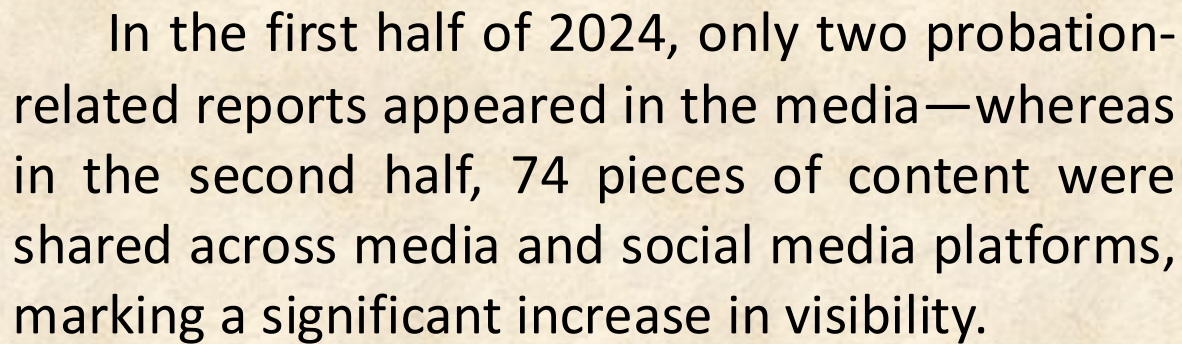 In the first half of 2024, only two probation-
related reports appeared in the media—whereas
in the second half, 74 pieces of content were
shared across media and social media platforms,
marking a significant increase in visibility.